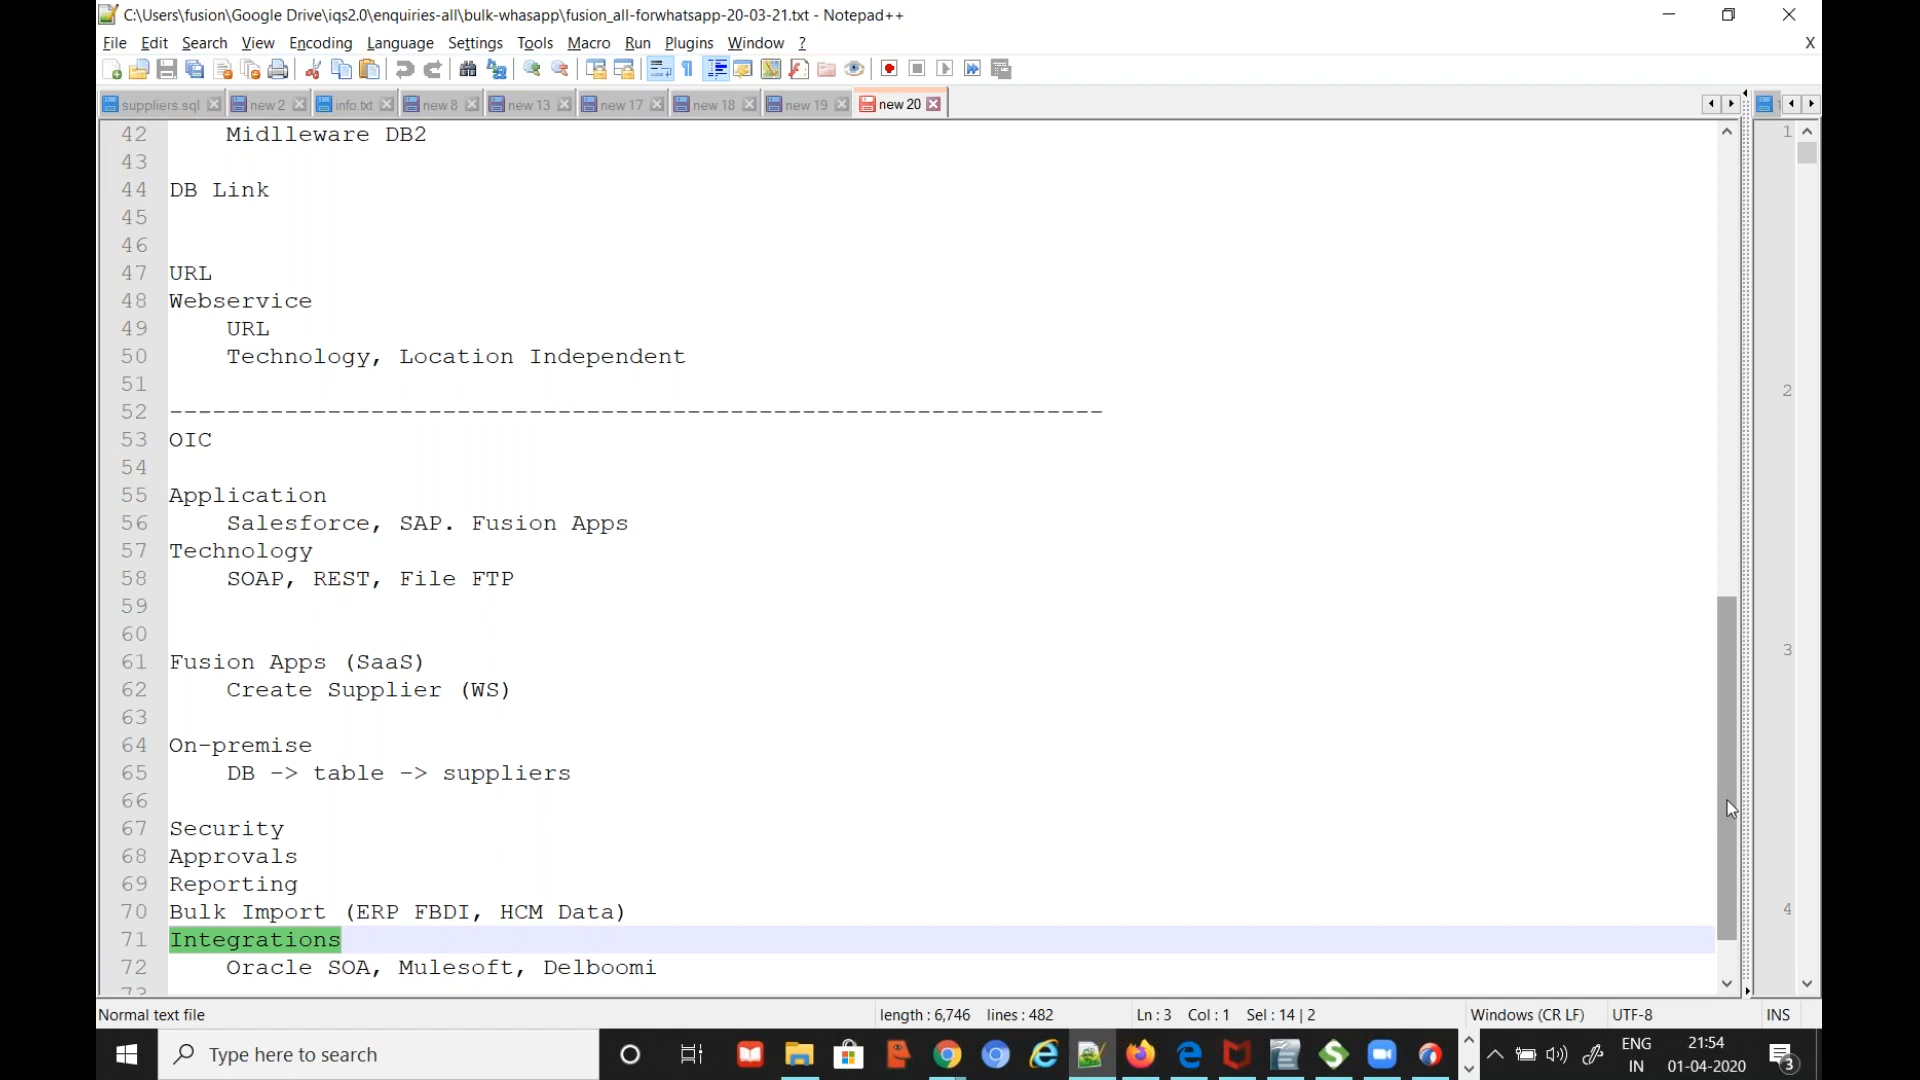 C:\Users\fusion\Google Drive\iqs2.0\enquiries-all\bulk-whasapp\fusion_all-forwhatsapp-20-03-21.txt - Notepad++
File Edit Search View Encoding Language Settings Tools Macro Run Plugins Window ? X
suppliers.sql new 2 info.txt new 8 new 13 new 17 new 18 new 19 new 20
42 Midlleware DB2
43
44 DB Link
45
46
47 URL
48 Webservice
49 URL
50 Technology, Location Independent
51
52 -----------------------------------------------------------------
53 OIC
54
55 Application
56 Salesforce, SAP. Fusion Apps
57 Technology
58 SOAP, REST, File FTP
59
60
61 Fusion Apps (SaaS)
62 Create Supplier (WS)
63
64 On-premise
65 DB -> table -> suppliers
66
67 Security
68 Approvals
69 Reporting
70 Bulk Import (ERP FBDI, HCM Data)
71 Integrations
72 Oracle SOA, Mulesoft, Delboomi
73
1
2
3
4
Normal text file length : 6,746 lines : 482 Ln : 3 Col : 1 Sel : 14 | 2 Windows (CR LF) UTF-8 INS
Type here to search
ENG
IN
21:54
01-04-2020
3